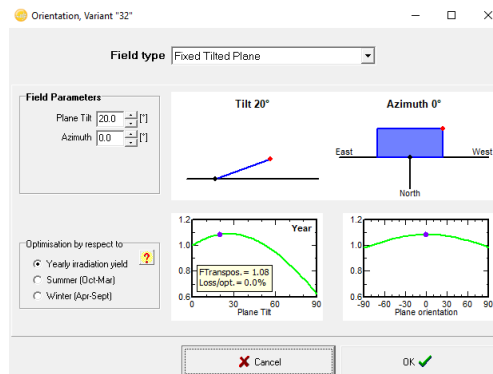 Orientation, Variant "32"
Field type Fixed Tilted Plane
Field Parameters
Plane Tilt 20.0 [°]
Azimuth 0.0 [°]
Tilt 20°
Azimuth 0°
East West
North
Optimisation by respect to
Yearly irradiation yield ?
Summer (Oct-Mar)
Winter (Apr-Sept)
Year
1.2
1.0
0.8
0.6
FTranspos.= 1.08
Loss/opt.= 0.0%
0 30 60 90
Plane Tilt
1.2
1.0
0.8
0.6
-90 -60 -30 0 30 60 90
Plane orientation
Cancel
OK